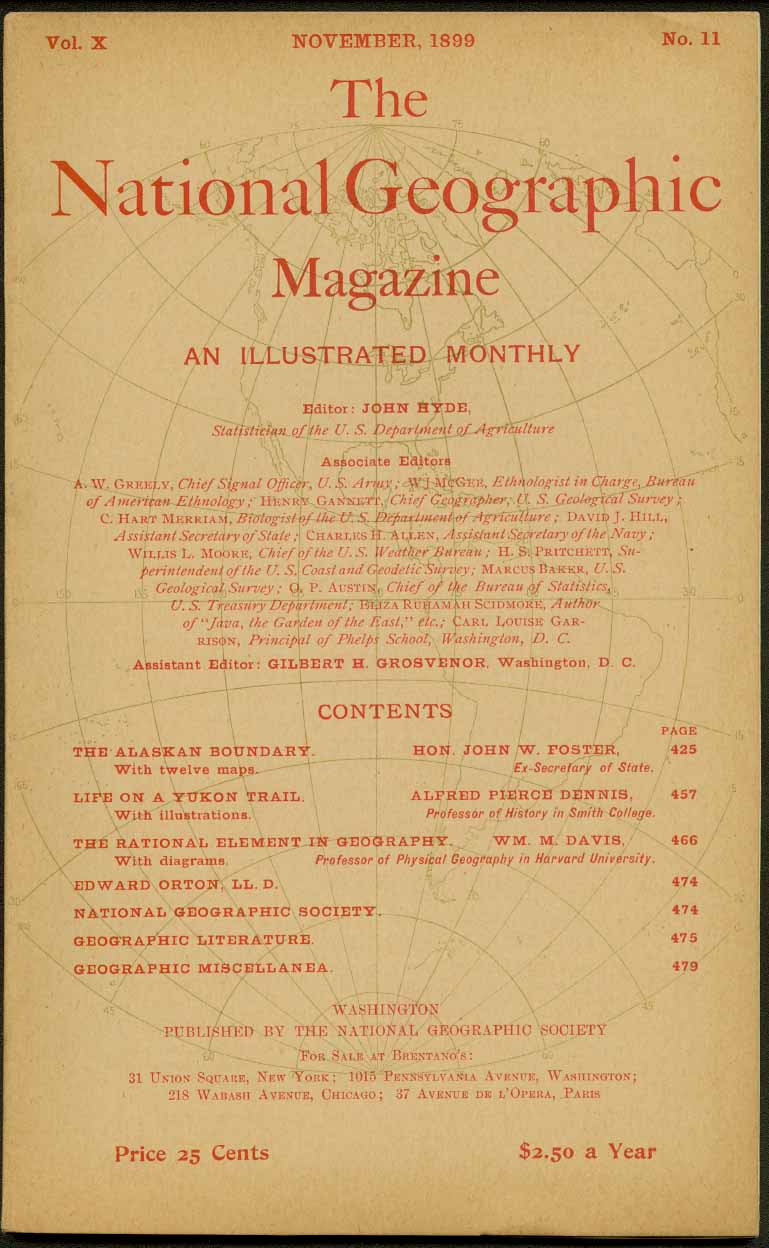 Vol. X NOVEMBER, 1899 No. 11
The
National Geographic
Magazine
AN ILLUSTRATED MONTHLY
Editor: JOHN HYDE,
Statistician of the U. S. Department of Agriculture
Associate Editors
A. W. GREELY, Chief Signal Officer, U. S. Army; W J MCGEE, Ethnologist in Charge, Bureau
of American Ethnology; HENRY GANNETT, Chief Geographer, U. S. Geological Survey;
C. HART MERRIAM, Biologist of the U. S. Department of Agriculture; DAVID J. HILL,
Assistant Secretary of State; CHARLES H. ALLEN, Assistant Secretary of the Navy;
WILLIS L. MOORE, Chief of the U. S. Weather Bureau; H. S. PRITCHETT, Su-
perintendent of the U. S. Coast and Geodetic Survey; MARCUS BAKER, U. S.
Geological Survey; O. P. AUSTIN, Chief of the Bureau of Statistics,
U. S. Treasury Department; ELIZA RUHAMAH SCIDMORE, Author
of "Java, the Garden of the East," etc.; CARL LOUISE GAR-
RISON, Principal of Phelps School, Washington, D. C.
Assistant Editor: GILBERT H. GROSVENOR, Washington, D. C.
CONTENTS
PAGE
THE ALASKAN BOUNDARY. HON. JOHN W. FOSTER, 425
With twelve maps. Ex-Secretary of State.
LIFE ON A YUKON TRAIL. ALFRED PIERCE DENNIS, 457
With illustrations. Professor of History in Smith College.
THE RATIONAL ELEMENT IN GEOGRAPHY. WM. M. DAVIS, 466
With diagrams. Professor of Physical Geography in Harvard University.
EDWARD ORTON, LL. D. 474
NATIONAL GEOGRAPHIC SOCIETY. 474
GEOGRAPHIC LITERATURE. 475
GEOGRAPHIC MISCELLANEA. 479
WASHINGTON
PUBLISHED BY THE NATIONAL GEOGRAPHIC SOCIETY
FOR SALE AT BRENTANO'S:
31 UNION SQUARE, NEW YORK; 1015 PENNSYLVANIA AVENUE, WASHINGTON;
218 WABASH AVENUE, CHICAGO; 37 AVENUE DE L'OPERA, PARIS
Price 25 Cents $2.50 a Year